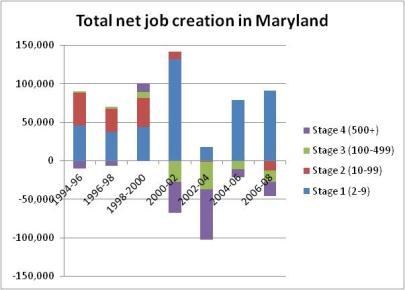 Total net job creation in Maryland
150,000
100,000
50,000
0
-50,000
-100,000
-150,000
1994-96
1996-98
1998-2000
2000-02
2002-04
2004-06
2006-08
Stage 4 (500+)
Stage 3 (100-499)
Stage 2 (10-99)
Stage 1 (2-9)